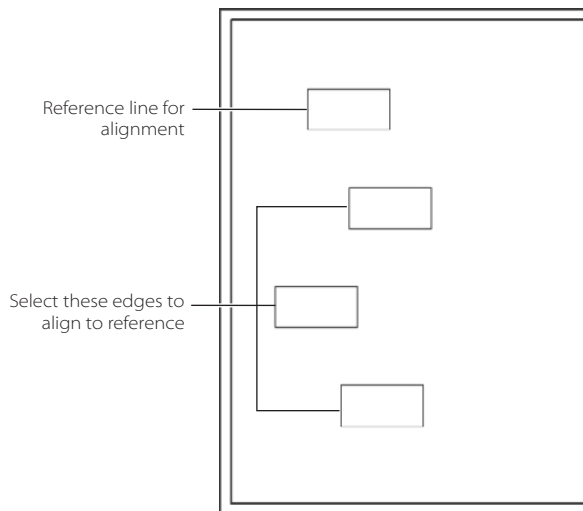 Reference line for
alignment
Select these edges to
align to reference